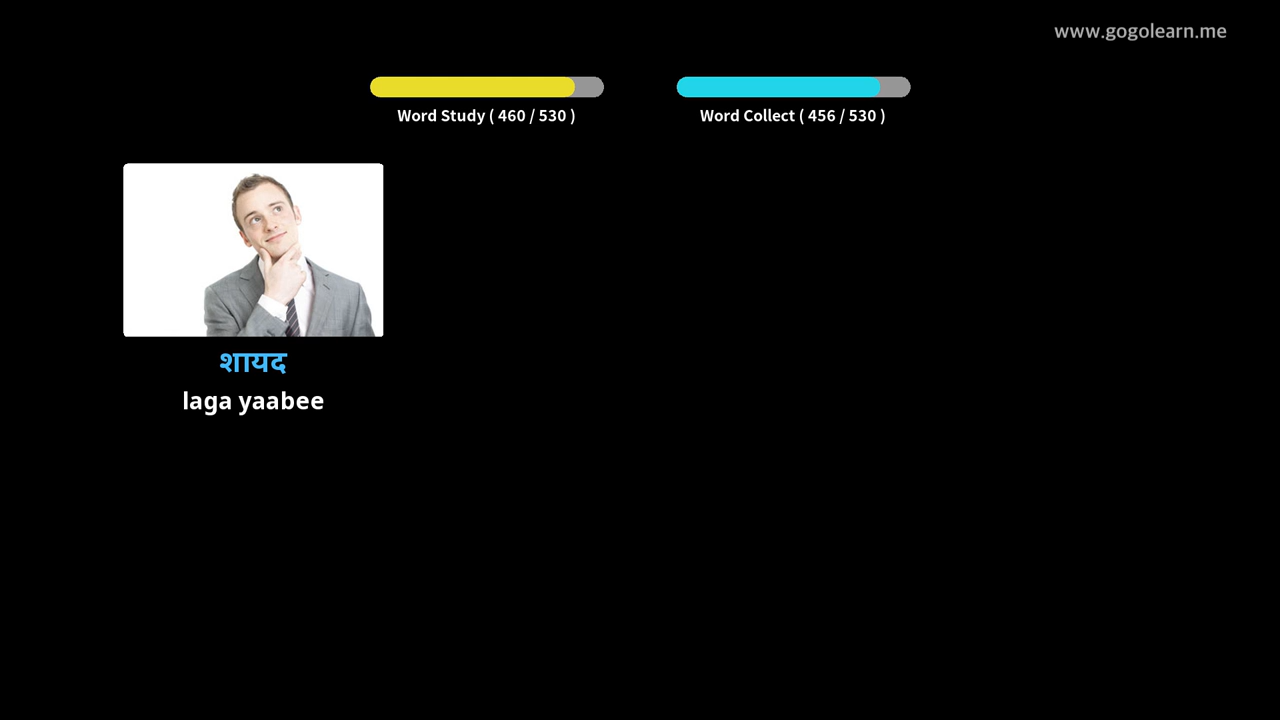 www.gogolearn.me
Word Study ( 460 / 530 )
Word Collect ( 456 / 530 )
शायद
laga yaabee